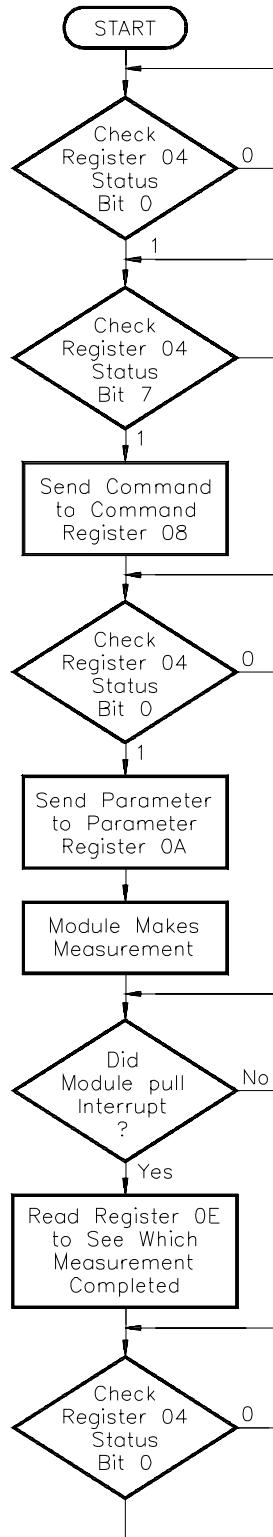 START
Check
Register 04
Status
Bit 0
0
1
Check
Register 04
Status
Bit 7
1
Send Command
to Command
Register 08
Check
Register 04
Status
Bit 0
0
1
Send Parameter
to Parameter
Register 0A
Module Makes
Measurement
Did
Module pull
Interrupt
?
No
Yes
Read Register 0E
to See Which
Measurement
Completed
Check
Register 04
Status
Bit 0
0